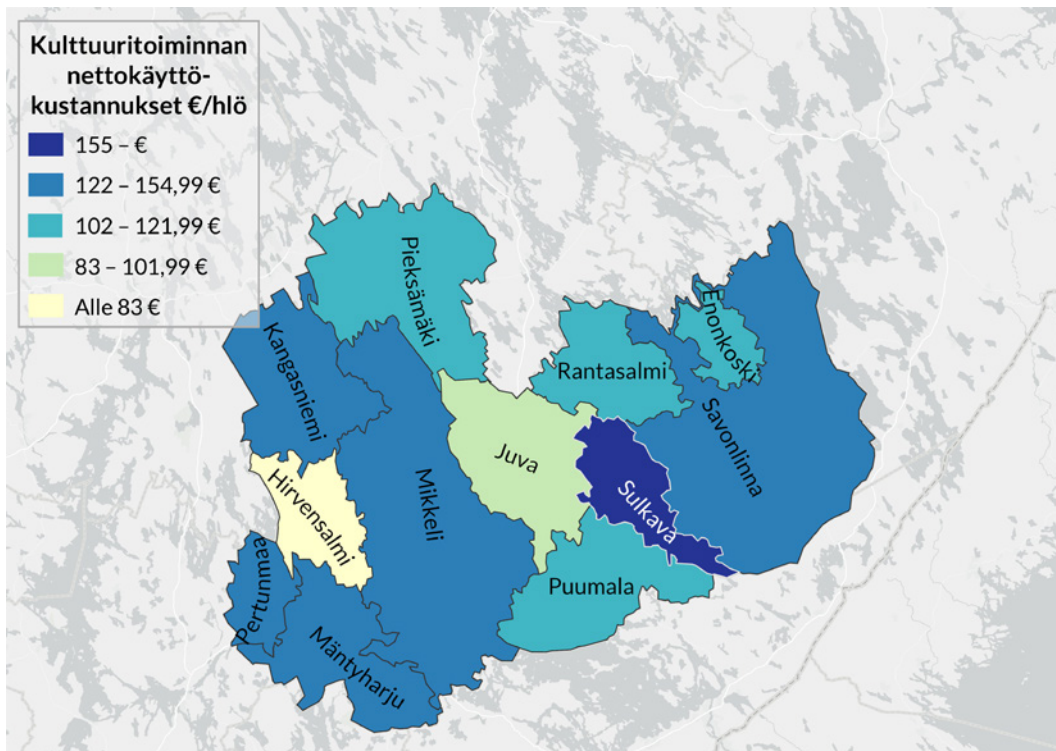 Kulttuuritoiminnan
nettokäyttö-
kustannukset €/hlö
155 – €
122 – 154,99 €
102 – 121,99 €
83 – 101,99 €
Alle 83 €
Pieksämäki
Kangasniemi
Enonkoski
Rantasalmi
Savonlinna
Juva
Mikkeli
Hirvensalmi
Sulkava
Puumala
Pertunmaa
Mäntyharju